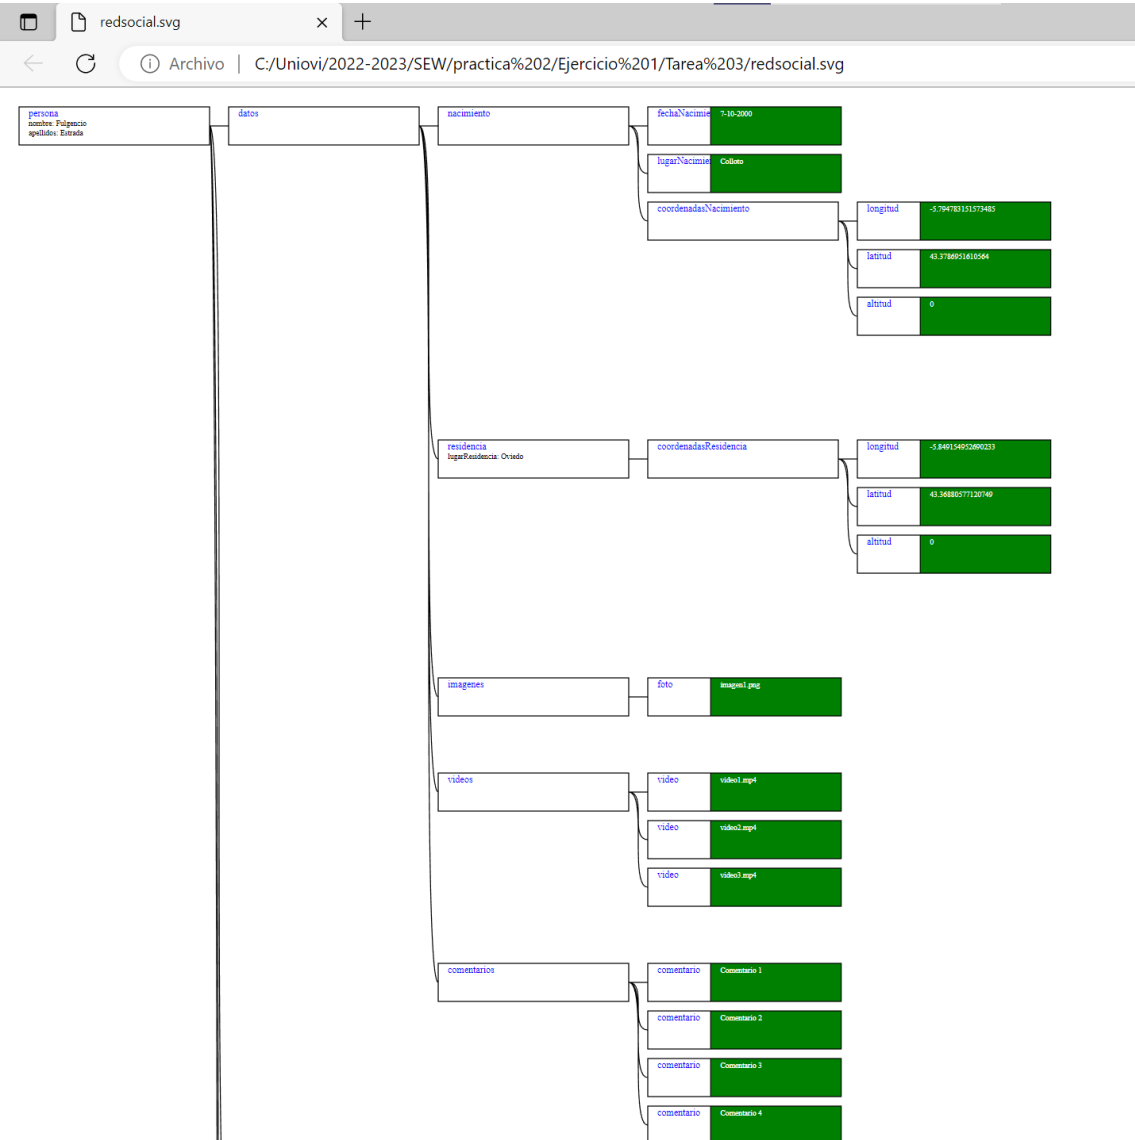 redsocial.svg
Archivo | C:/Uniovi/2022-2023/SEW/practica%202/Ejercicio%201/Tarea%203/redsocial.svg
persona
nombre: Fulgencio
apellidos: Estrada
datos
nacimiento
fechaNacimie
7-10-2000
lugarNacimie
Colloto
coordenadasNacimiento
longitud
-5.794783151573485
latitud
43.3786951610564
altitud
0
residencia
lugarResidencia: Oviedo
coordenadasResidencia
longitud
-5.849154952690233
latitud
43.36880577120749
altitud
0
imagenes
foto
imagen1.png
videos
video
video1.mp4
video
video2.mp4
video
video3.mp4
comentarios
comentario
Comentario 1
comentario
Comentario 2
comentario
Comentario 3
comentario
Comentario 4